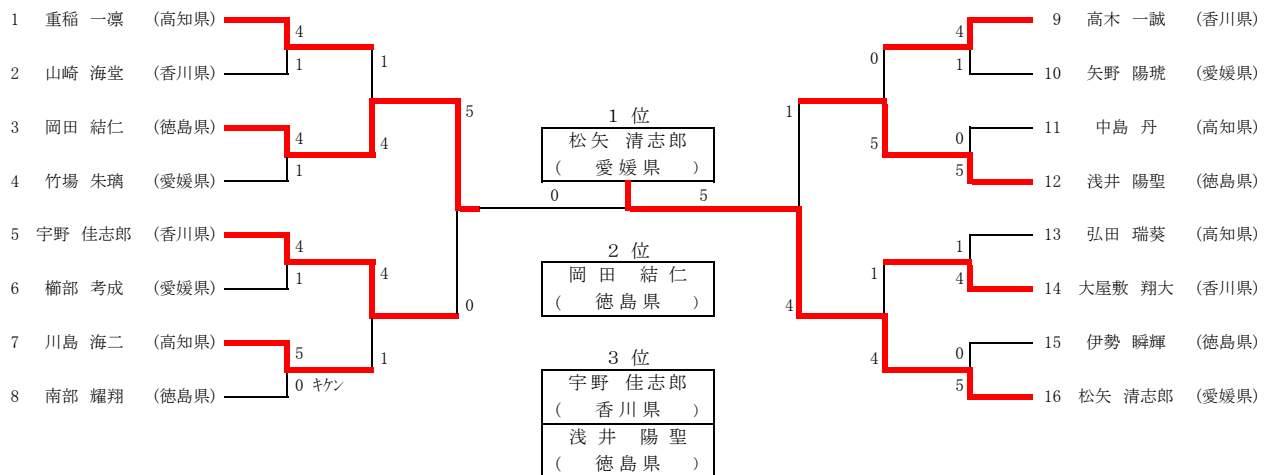 1 重稲 一凛 (高知県)
4
1
2 山崎 海堂 (香川県)
1
3 岡田 結仁 (徳島県)
4
4
1
4 竹場 朱璃 (愛媛県)
5
5 宇野 佳志郎 (香川県)
4
4
1
6 櫛部 考成 (愛媛県)
0
7 川島 海二 (高知県)
5
1
0 キケン
8 南部 耀翔 (徳島県)
1 位
松矢 清志郎
( 愛媛県 )
0 5
2 位
岡田 結仁
( 徳島県 )
3 位
宇野 佳志郎
( 香川県 )
浅井 陽聖
( 徳島県 )
4
9 高木 一誠 (香川県)
0
1
10 矢野 陽琥 (愛媛県)
1
0
11 中島 丹 (高知県)
5
5
12 浅井 陽聖 (徳島県)
1
13 弘田 瑞葵 (高知県)
1
4
14 大屋敷 翔大 (香川県)
4
0
15 伊勢 瞬輝 (徳島県)
4
5
16 松矢 清志郎 (愛媛県)